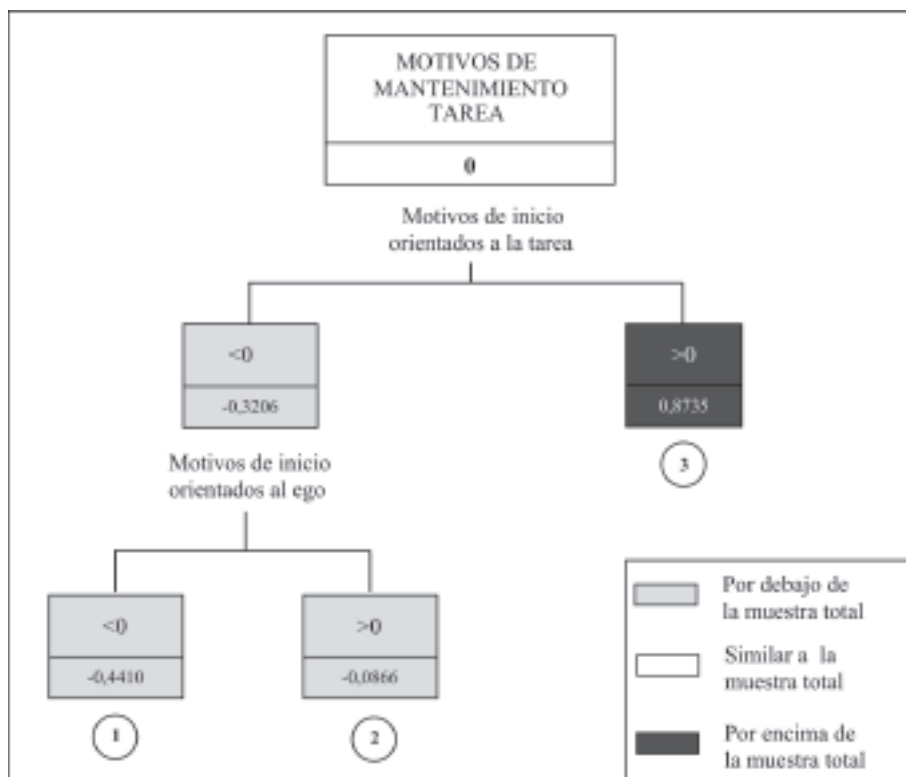 MOTIVOS DE
MANTENIMIENTO
TAREA
0
Motivos de inicio
orientados a la tarea
<0
-0,3206
>0
0,8735
3
Motivos de inicio
orientados al ego
<0
-0,4410
1
>0
-0,0866
2
Por debajo de
la muestra total
Similar a la
muestra total
Por encima de
la muestra total